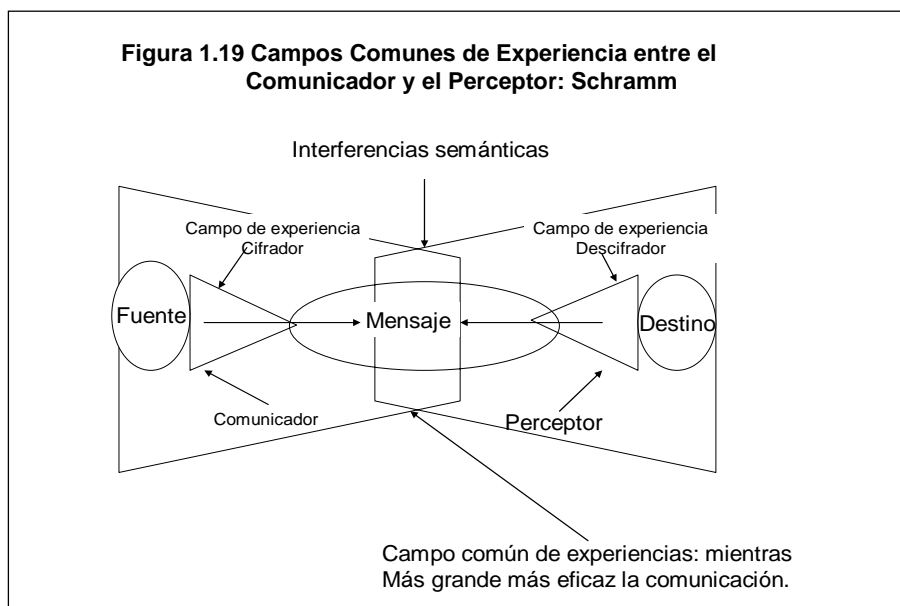 Figura 1.19 Campos Comunes de Experiencia entre el
Comunicador y el Perceptor: Schramm
Interferencias semánticas
Campo de experiencia
Cifrador
Campo de experiencia
Descifrador
Fuente
Mensaje
Destino
Comunicador
Perceptor
Campo común de experiencias: mientras
Más grande más eficaz la comunicación.